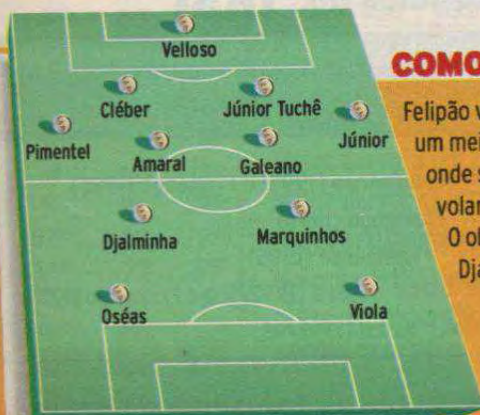 Velloso
COMO
Cléber
Júnior Tuchê
Pimentel
Amaral
Galeano
Júnior
Djalminha
Marquinhos
Oséas
Viola
Felipão v
um mei
onde s
volan
O ol
Dja